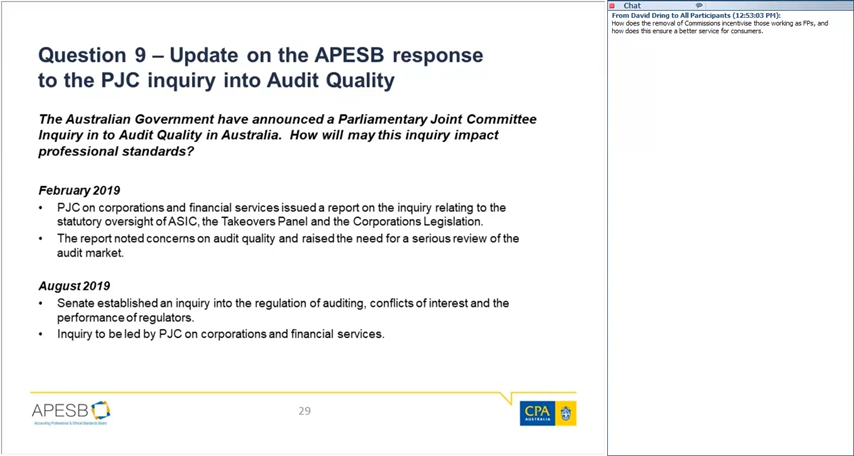 Question 9 – Update on the APESB response
to the PJC inquiry into Audit Quality
The Australian Government have announced a Parliamentary Joint Committee
Inquiry in to Audit Quality in Australia.  How will may this inquiry impact
professional standards?
February 2019
• PJC on corporations and financial services issued a report on the inquiry relating to the
statutory oversight of ASIC, the Takeovers Panel and the Corporations Legislation.
• The report noted concerns on audit quality and raised the need for a serious review of the
audit market.
August 2019
• Senate established an inquiry into the regulation of auditing, conflicts of interest and the
performance of regulators.
• Inquiry to be led by PJC on corporations and financial services.
APESB
Accounting Professional & Ethical Standards Board
29
CPA
AUSTRALIA
Chat
From David Dring to All Participants (12:53:03 PM):
How does the removal of Commissions incentivise those working as FPs, and
how does this ensure a better service for consumers.